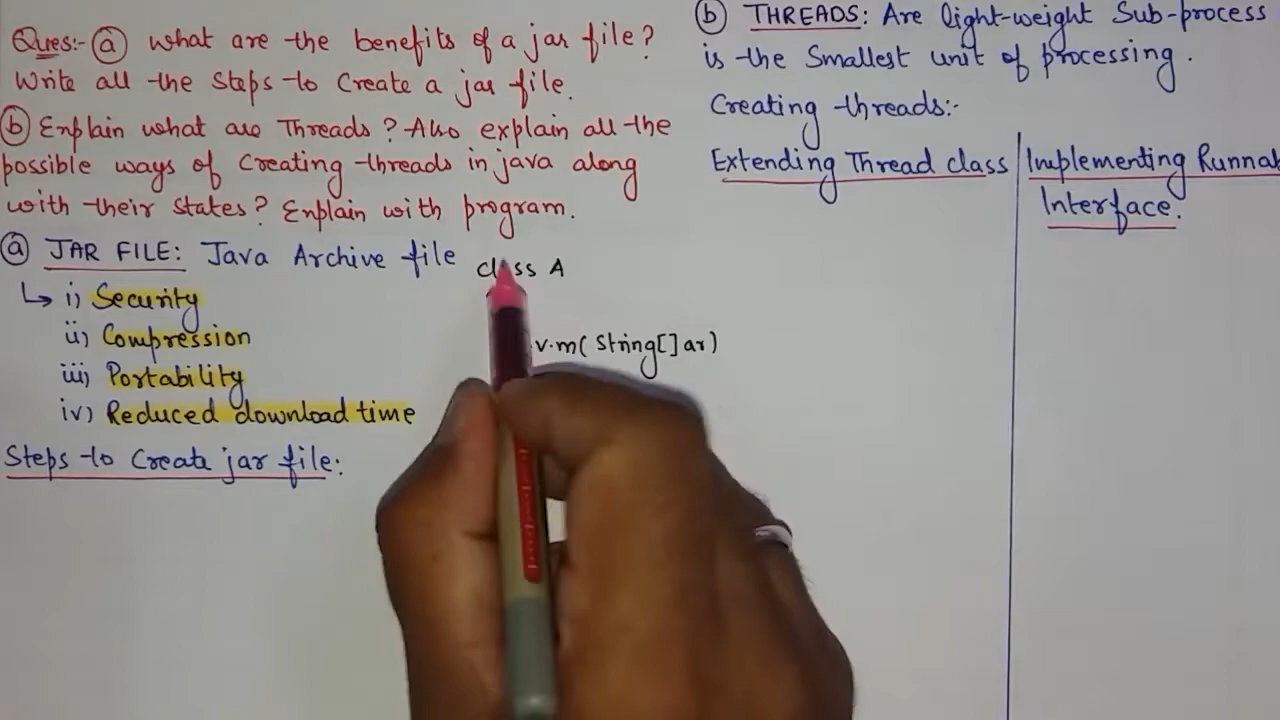 Ques:- (a) What are the benefits of a jar file?
Write all the steps to create a jar file.
(b) Explain what are Threads? Also explain all the
possible ways of creating threads in java along
with their states? Explain with program.
(a) JAR FILE: Java Archive file
↳ i) Security
ii) Compression
iii) Portability
iv) Reduced download time
Steps to Create jar file:
class A
v.m( String[] ar)
(b) THREADS: Are light-weight Sub-process
is the Smallest unit of processing.
Creating threads:-
Extending Thread class
Implementing Runnab
Interface.